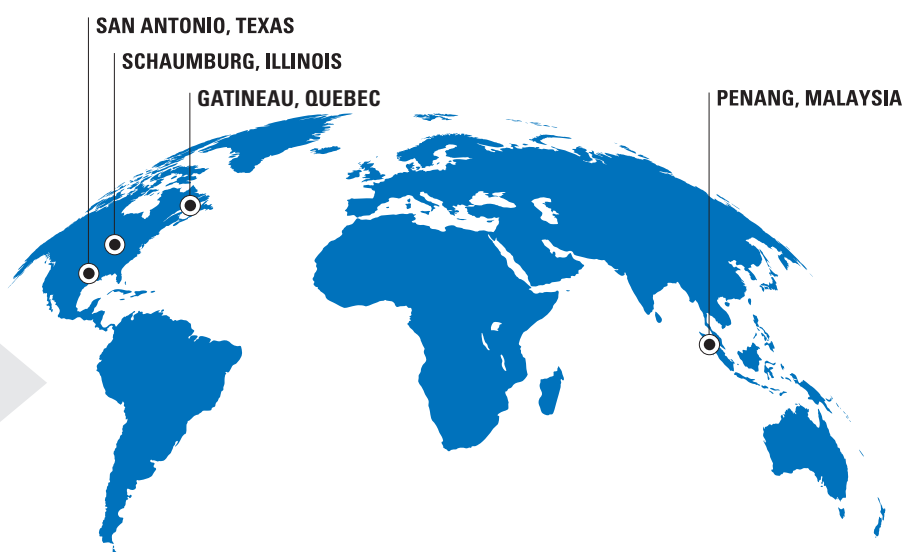 SAN ANTONIO, TEXAS
SCHAUMBURG, ILLINOIS
GATINEAU, QUEBEC
PENANG, MALAYSIA